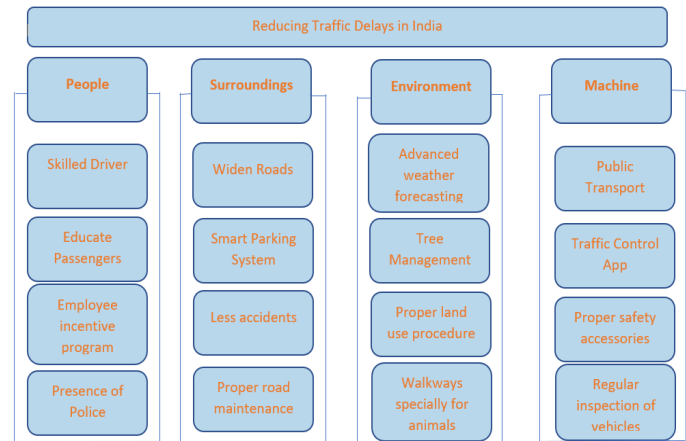 Reducing Traffic Delays in India
People
Skilled Driver
Educate
Passengers
Employee
incentive
program
Presence of
Police
Surroundings
Widen Roads
Smart Parking
System
Less accidents
Proper road
maintenance
Environment
Advanced
weather
forecasting
Tree
Management
Proper land
use procedure
Walkways
specially for
animals
Machine
Public
Transport
Traffic Control
App
Proper safety
accessories
Regular
inspection of
vehicles